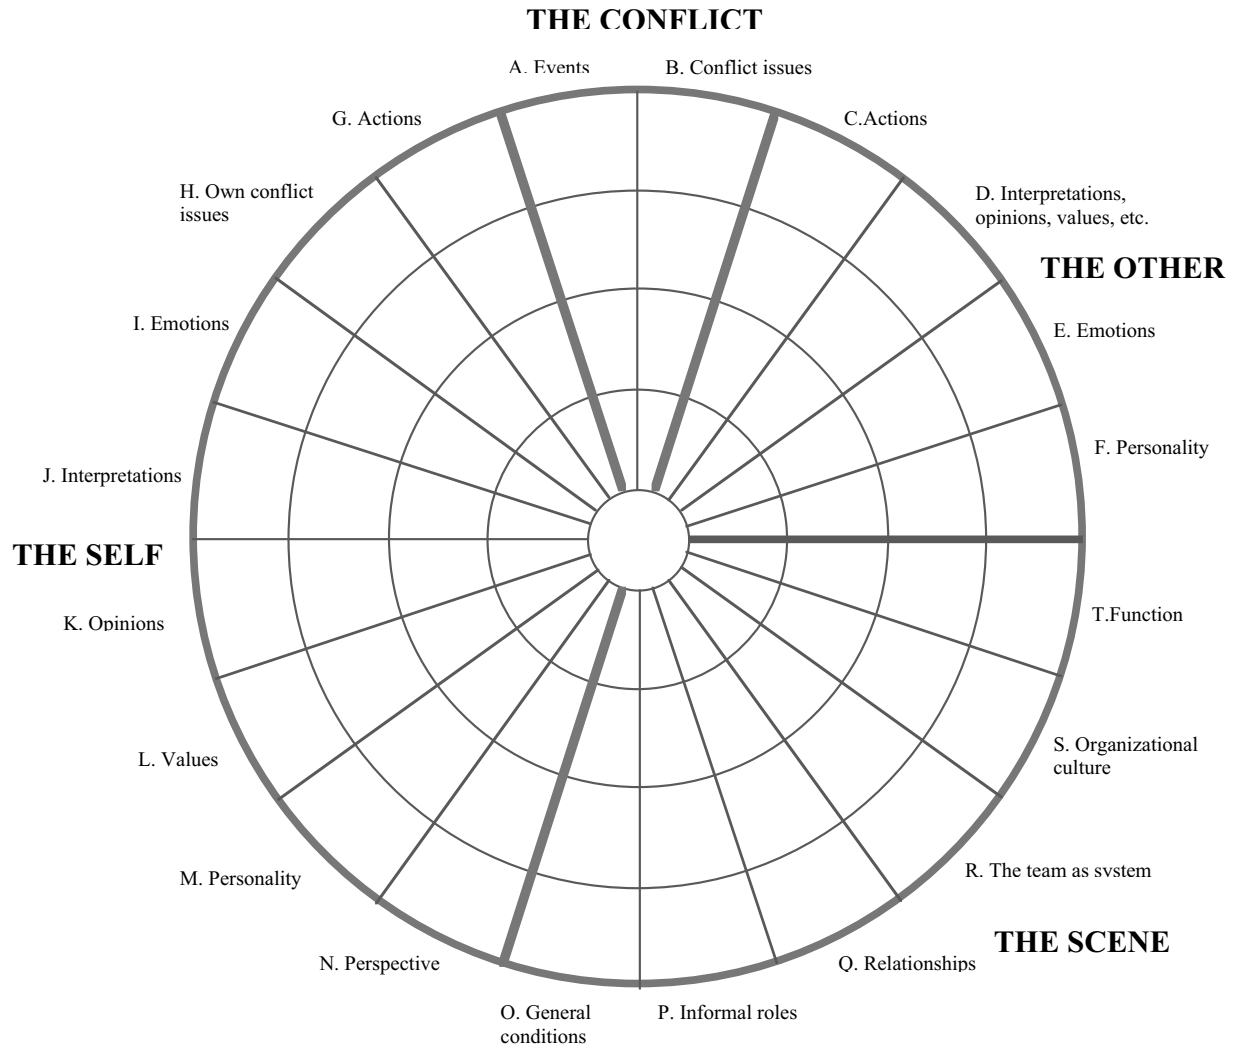 THE CONFLICT
A. Events
B. Conflict issues
G. Actions
C.Actions
H. Own conflict
issues
D. Interpretations,
opinions, values, etc.
THE OTHER
I. Emotions
E. Emotions
F. Personality
J. Interpretations
THE SELF
K. Opinions
T.Function
L. Values
S. Organizational
culture
M. Personality
R. The team as system
THE SCENE
N. Perspective
Q. Relationships
O. General
conditions
P. Informal roles